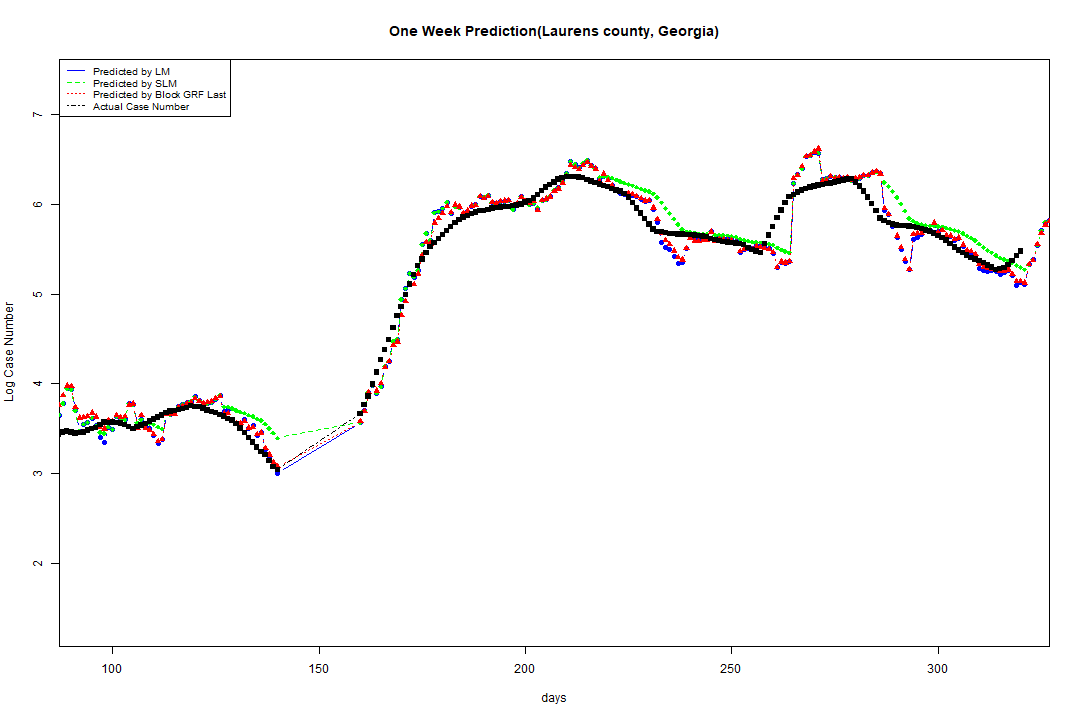 One Week Prediction(Laurens county, Georgia)
Predicted by LM
Predicted by SLM
Predicted by Block GRF Last
Actual Case Number
7
6
5
4
3
2
Log Case Number
100 150 200 250 300
days